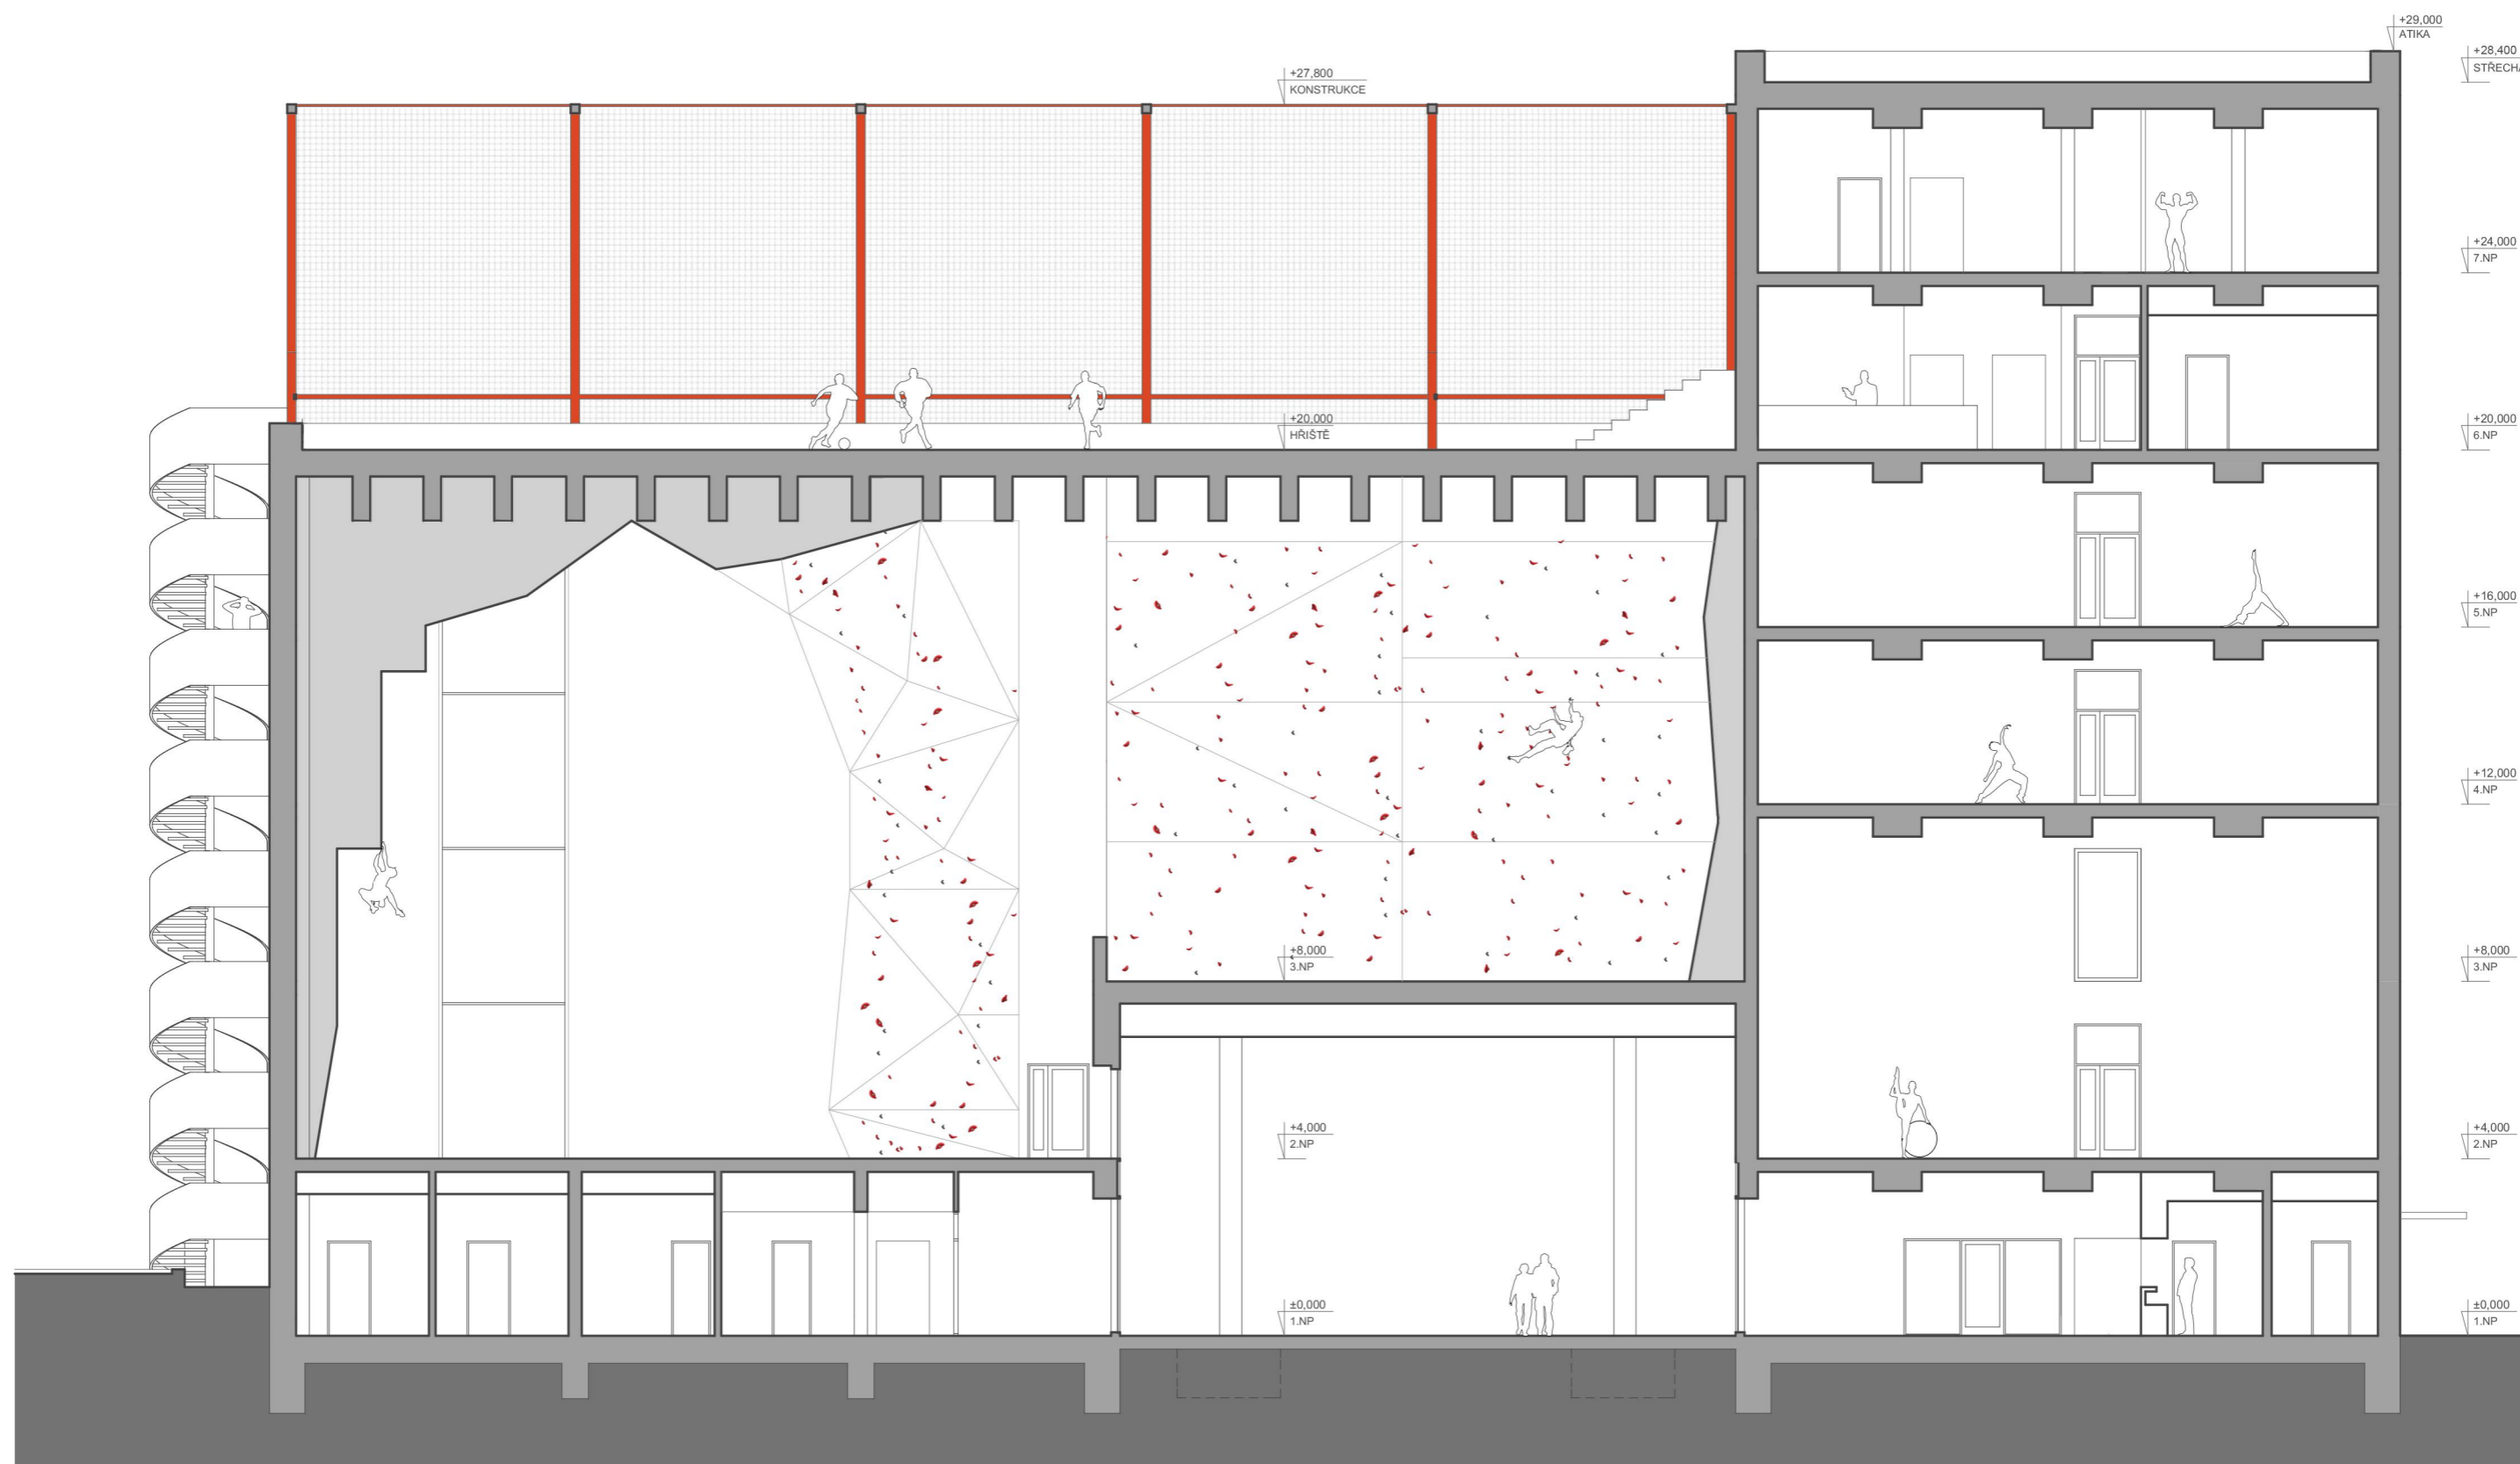 +29,000
ATIKA
+28,400
STŘECHA
+27,800
KONSTRUKCE
+24,000
7.NP
+20,000
HŘIŠTĚ
+20,000
6.NP
+16,000
5.NP
+12,000
4.NP
+8,000
3.NP
+8,000
3.NP
+4,000
2.NP
+4,000
2.NP
±0,000
1.NP
±0,000
1.NP